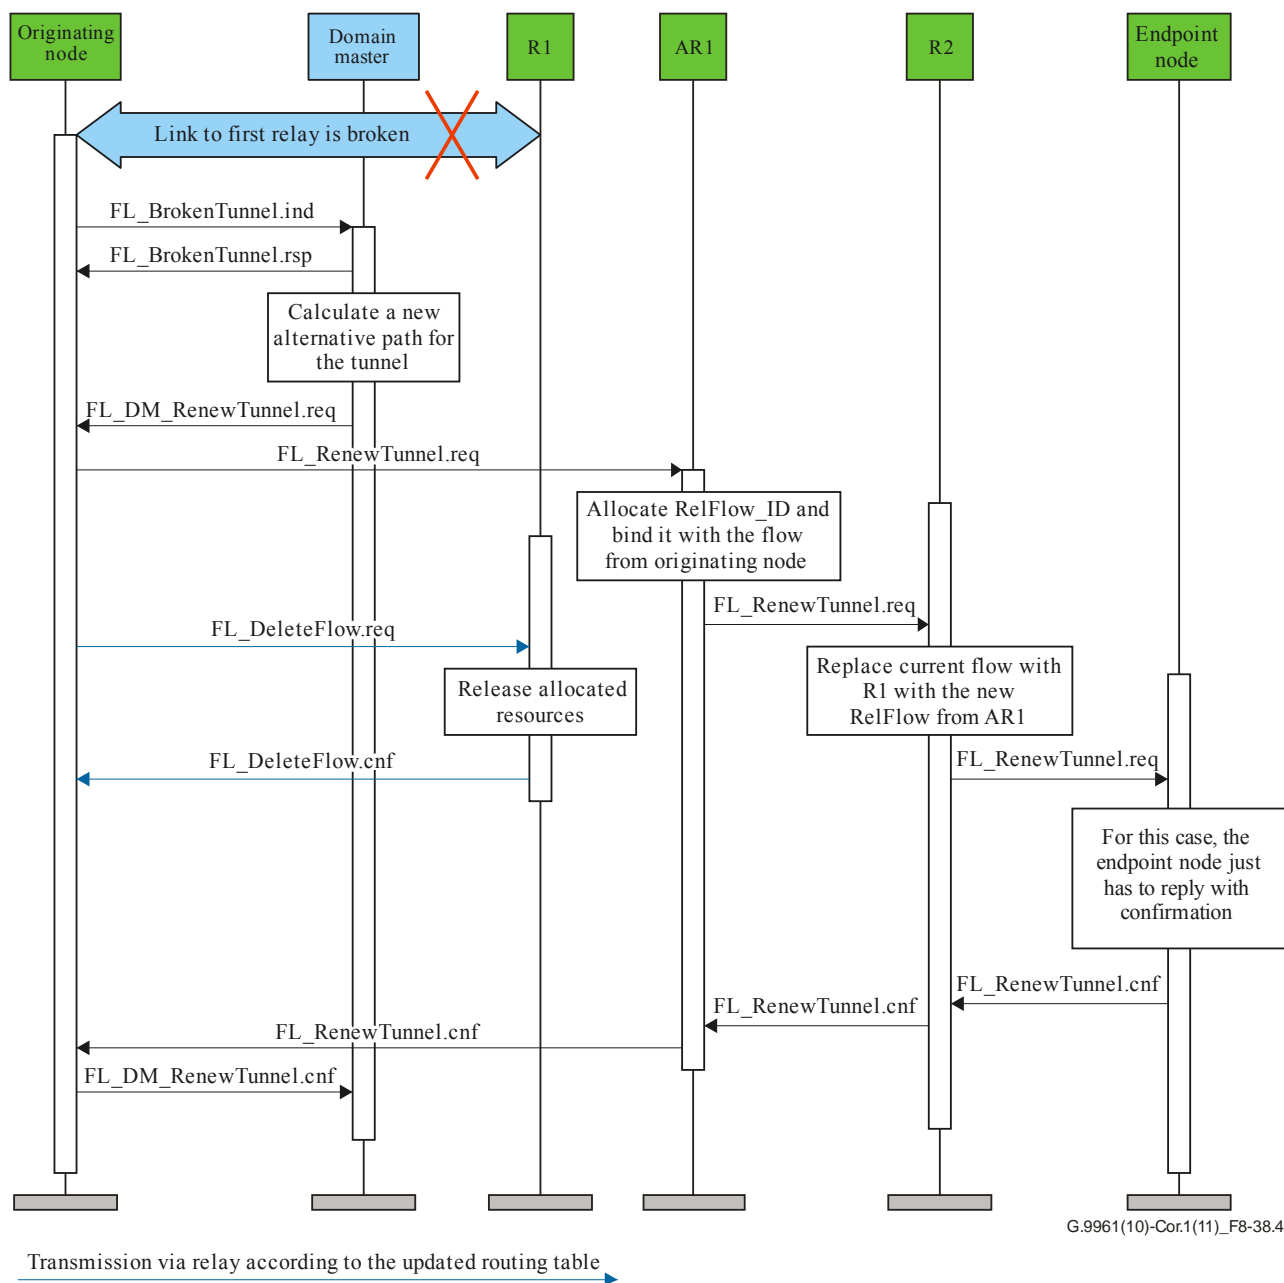 Originating
node
Domain
master
R1
AR1
R2
Endpoint
node
Link to first relay is broken
FL_BrokenTunnel.ind
FL_BrokenTunnel.rsp
Calculate a new
alternative path for
the tunnel
FL_DM_RenewTunnel.req
FL_RenewTunnel.req
Allocate RelFlow_ID and
bind it with the flow
from originating node
FL_RenewTunnel.req
FL_DeleteFlow.req
Replace current flow with
R1 with the new
RelFlow from AR1
Release allocated
resources
FL_DeleteFlow.cnf
FL_RenewTunnel.req
For this case, the
endpoint node just
has to reply with
confirmation
FL_RenewTunnel.cnf
FL_RenewTunnel.cnf
FL_RenewTunnel.cnf
FL_DM_RenewTunnel.cnf
G.9961(10)-Cor.1(11)_F8-38.4
Transmission via relay according to the updated routing table